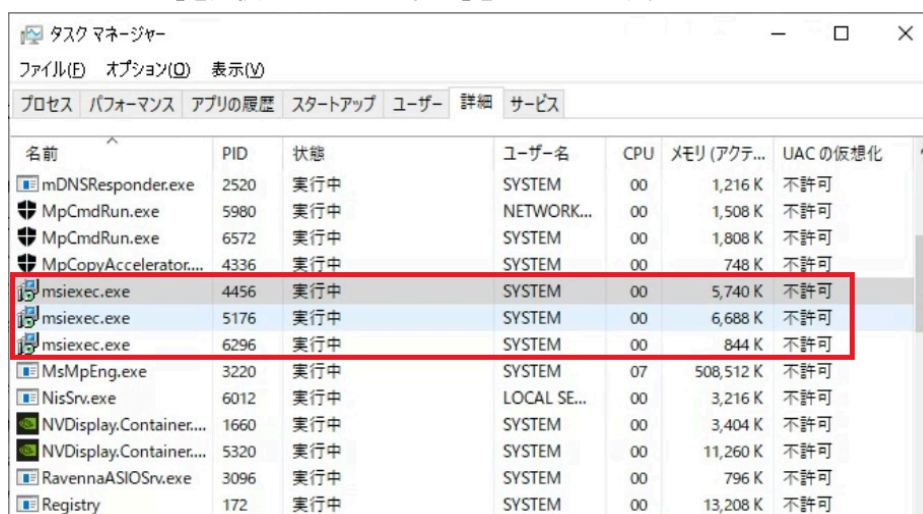 タスク マネージャー
ファイル(F) オプション(O) 表示(V)
プロセス パフォーマンス アプリの履歴 スタートアップ ユーザー 詳細 サービス
名前 PID 状態 ユーザー名 CPU メモリ (アクテ... UAC の仮想化
mDNSResponder.exe 2520 実行中 SYSTEM 00 1,216 K 不許可
MpCmdRun.exe 5980 実行中 NETWORK... 00 1,508 K 不許可
MpCmdRun.exe 6572 実行中 SYSTEM 00 1,808 K 不許可
MpCopyAccelerator.... 4336 実行中 SYSTEM 00 748 K 不許可
msiexec.exe 4456 実行中 SYSTEM 00 5,740 K 不許可
msiexec.exe 5176 実行中 SYSTEM 00 6,688 K 不許可
msiexec.exe 6296 実行中 SYSTEM 00 844 K 不許可
MsMpEng.exe 3220 実行中 SYSTEM 07 508,512 K 不許可
NisSrv.exe 6012 実行中 LOCAL SE... 00 3,216 K 不許可
NVDisplay.Container.... 1660 実行中 SYSTEM 00 3,404 K 不許可
NVDisplay.Container.... 5320 実行中 SYSTEM 00 11,260 K 不許可
RavennaASIOSrv.exe 3096 実行中 SYSTEM 00 796 K 不許可
Registry 172 実行中 SYSTEM 00 13,208 K 不許可